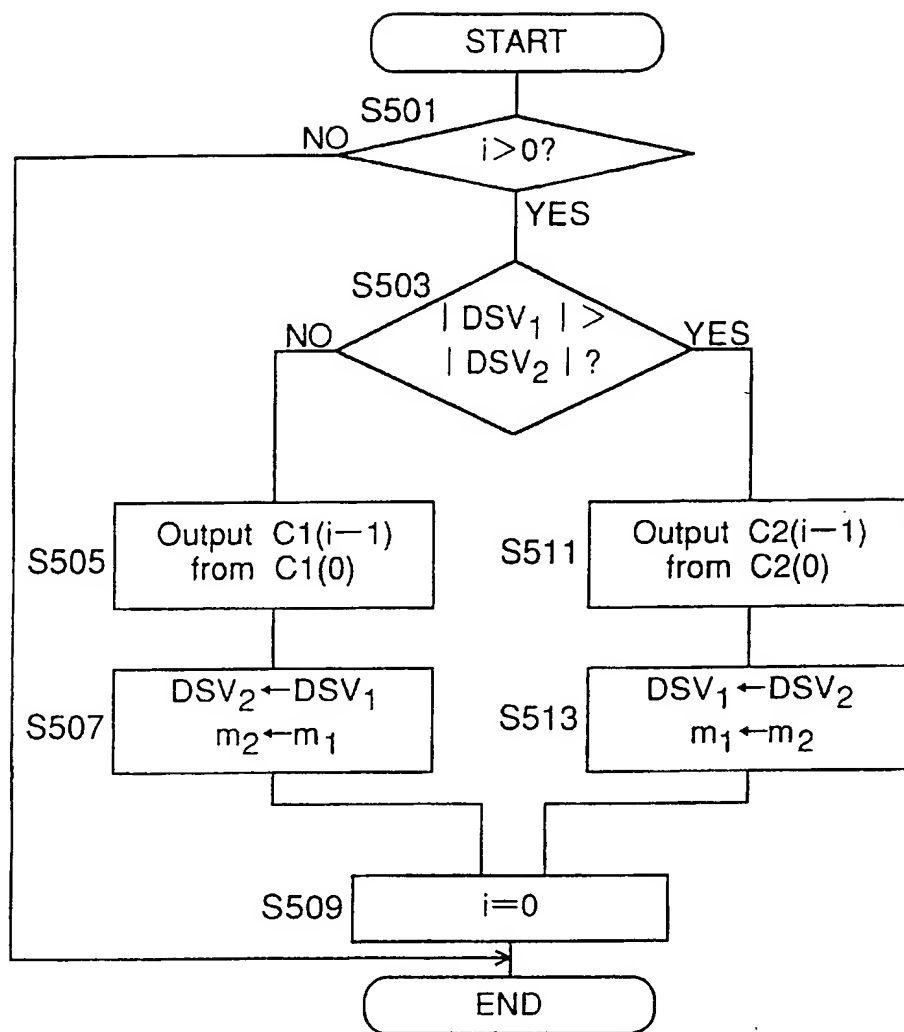 START
S501
NO
i>0?
YES
S503
NO
| DSV₁ | >
| DSV₂ | ?
YES
S505
Output C1(i−1)
from C1(0)
S511
Output C2(i−1)
from C2(0)
S507
DSV₂←DSV₁
m₂←m₁
S513
DSV₁←DSV₂
m₁←m₂
S509
i=0
END